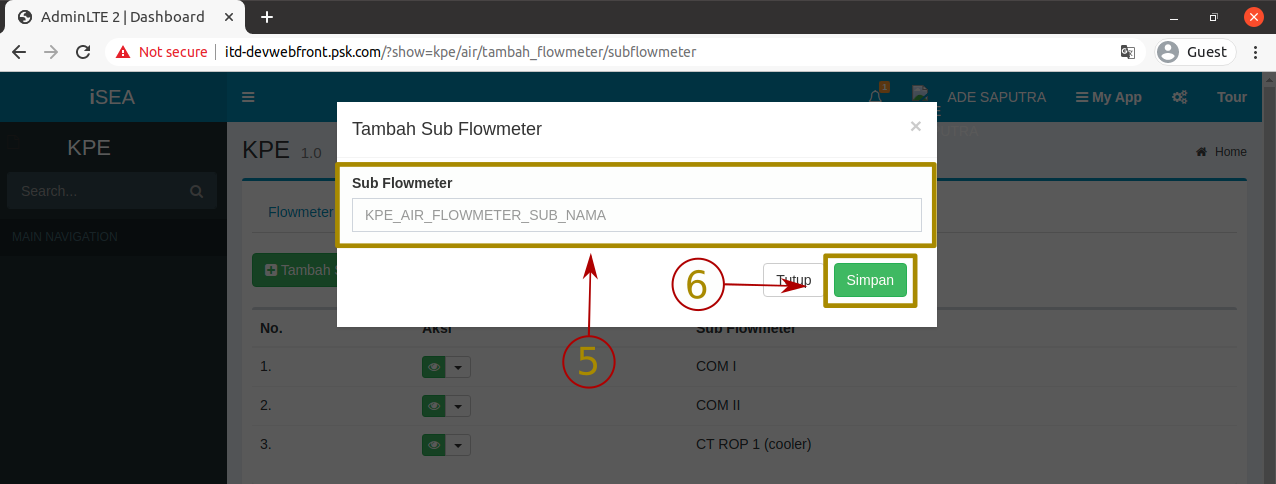 AdminLTE 2 | Dashboard
Not secure itd-devwebfront.psk.com/?show=kpe/air/tambah_flowmeter/subflowmeter
Guest
iSEA
1
ADE SAPUTRA
My App
Tour
KPE
Search...
MAIN NAVIGATION
KPE 1.0
Home
Flowmeter
Tambah
Tambah Sub Flowmeter
×
Sub Flowmeter
KPE_AIR_FLOWMETER_SUB_NAMA
Tutup
Simpan
5
6
No. Aksi Sub Flowmeter
1. COM I
2. COM II
3. CT ROP 1 (cooler)